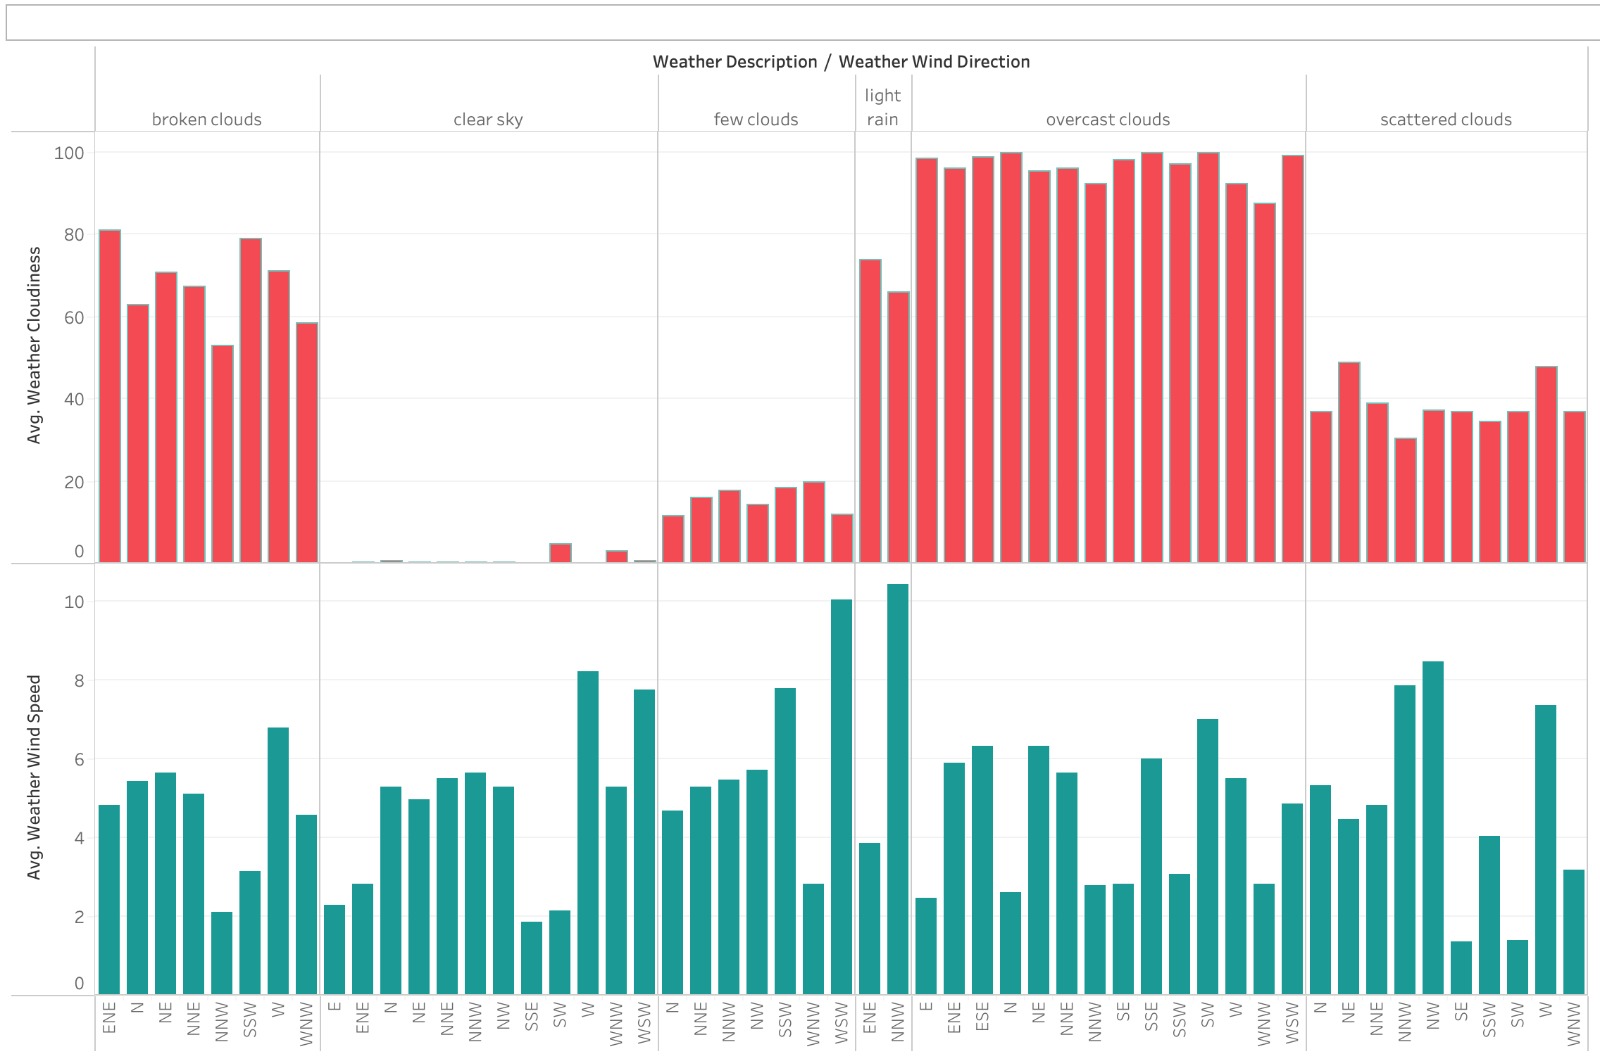 Weather Description / Weather Wind Direction
broken clouds
clear sky
few clouds
light
rain
overcast clouds
scattered clouds
Avg. Weather Cloudiness
100
80
60
40
20
0
Avg. Weather Wind Speed
10
8
6
4
2
0
ENE
N
NE
NNE
NNW
SSW
W
WNW
E
ENE
N
NE
NNE
NNW
NW
SSE
SW
W
WNW
WSW
N
NNE
NNW
NW
SSW
WNW
WSW
ENE
NNW
E
ENE
ESE
N
NE
NNE
NNW
SE
SSE
SSW
SW
W
WNW
WSW
N
NE
NNE
NNW
NW
SE
SSW
SW
W
WNW